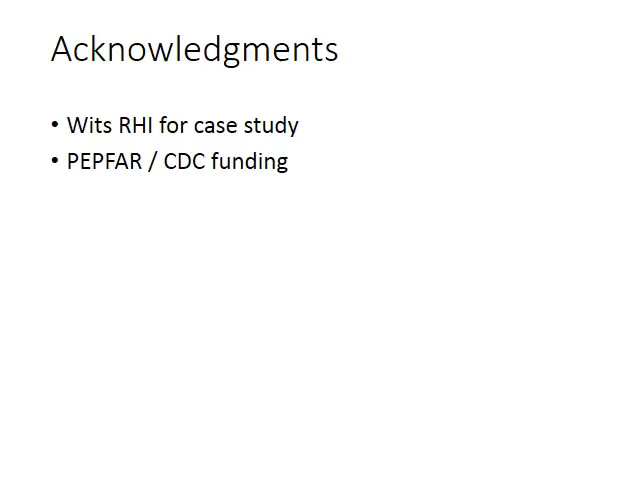 Acknowledgments
• Wits RHI for case study
• PEPFAR / CDC funding